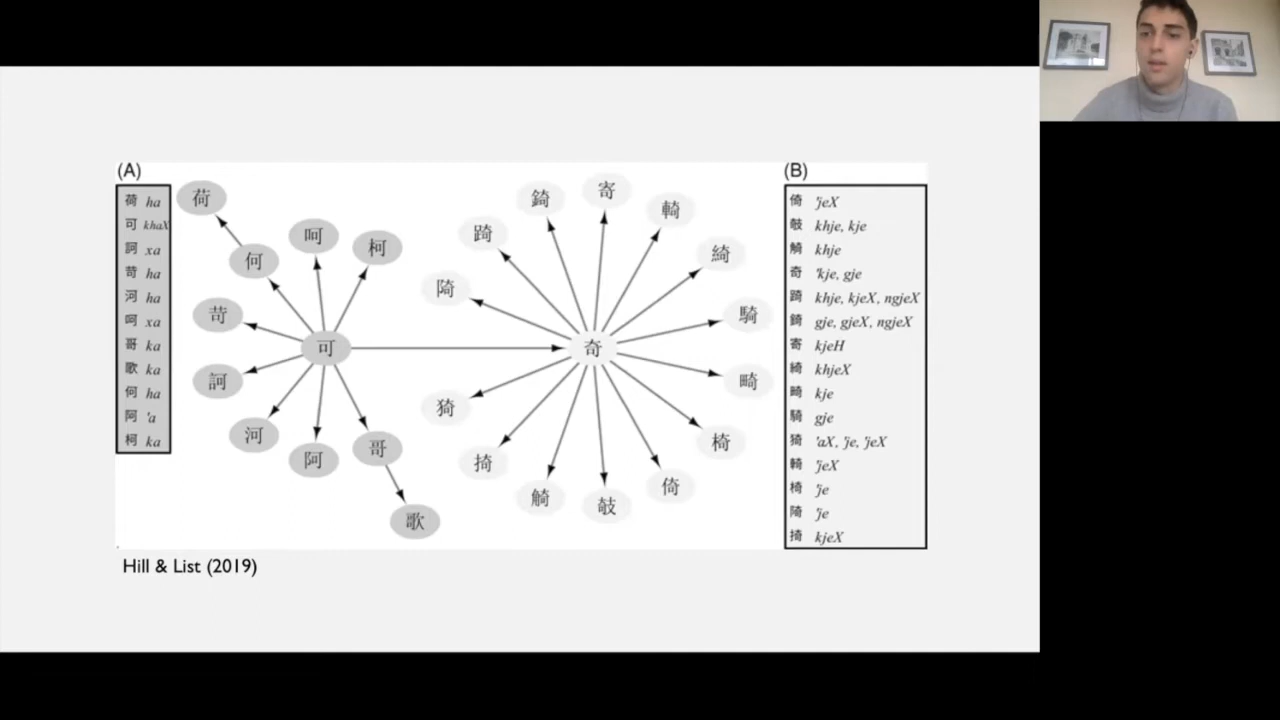 (A)
荷 ha
可 khaX
訶 xa
苛 ha
河 ha
呵 xa
哥 ka
歌 ka
何 ha
阿 'a
柯 ka
荷
呵
柯
何
苛
可
訶
河
阿
哥
歌
錡
寄
輢
踦
綺
陭
騎
奇
畸
猗
椅
掎
觭
攲
倚
(B)
倚 'jeX
攲 khje, kje
觭 khje
奇 'kje, gje
踦 khje, kjeX, ngjeX
錡 gje, gjeX, ngjeX
寄 kjeH
綺 khjeX
畸 kje
騎 gje
猗 'aX, 'je, 'jeX
輢 'jeX
椅 'je
陭 'je
掎 kjeX
Hill & List (2019)